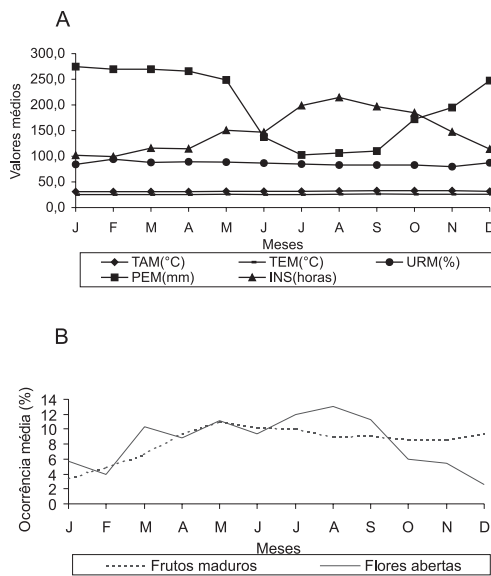 A
Valores médios
300,0
250,0
200,0
150,0
100,0
50,0
0,0
J F M A M J J A S O N D
Meses
TAM(°C) TEM(°C) URM(%)
PEM(mm) INS(horas)
B
Ocorrência média (%)
14
12
10
8
6
4
2
0
J F M A M J J A S O N D
Meses
Frutos maduros Flores abertas